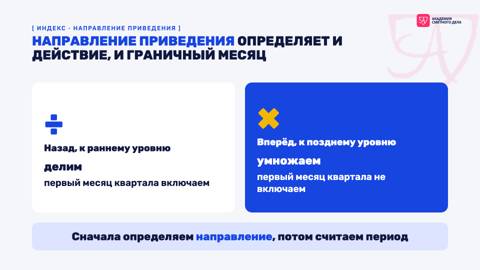 [ ИНДЕКС · НАПРАВЛЕНИЕ ПРИВЕДЕНИЯ ]
АКАДЕМИЯ
СМЕТНОГО ДЕЛА
НАПРАВЛЕНИЕ ПРИВЕДЕНИЯ ОПРЕДЕЛЯЕТ И
ДЕЙСТВИЕ, И ГРАНИЧНЫЙ МЕСЯЦ
Назад, к раннему уровню
делим
первый месяц квартала включаем
Вперёд, к позднему уровню
умножаем
первый месяц квартала не
включаем
Сначала определяем направление, потом считаем период